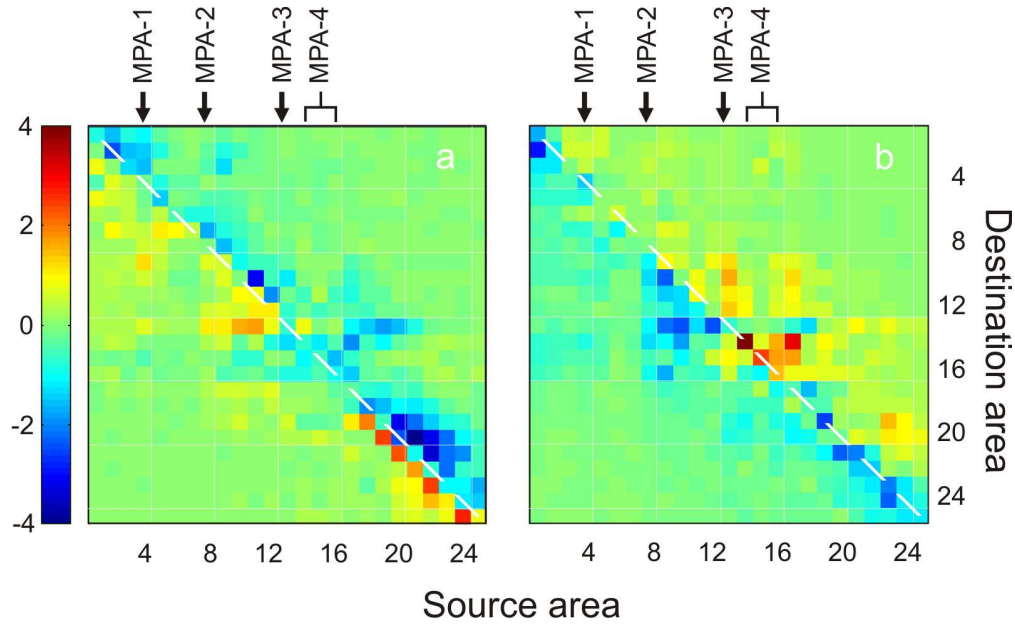 MPA-1 MPA-2 MPA-3 MPA-4 MPA-1 MPA-2 MPA-3 MPA-4
4
2
0
-2
-4
a
b
4
8
12
16
20
24
Destination area
4 8 12 16 20 24 4 8 12 16 20 24
Source area